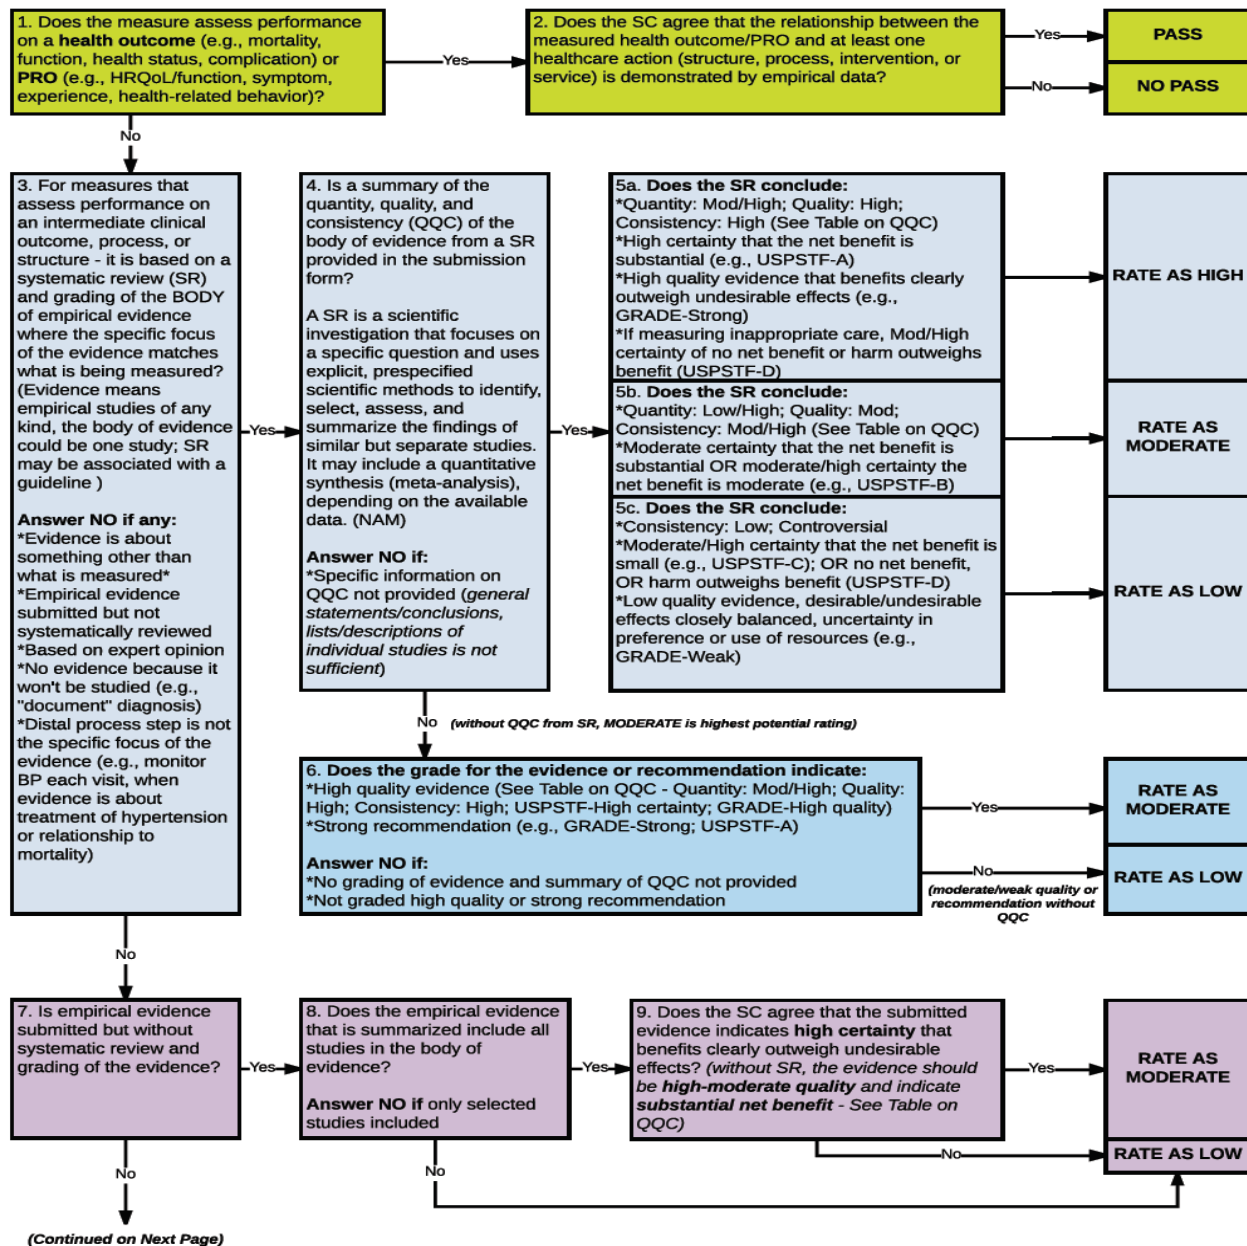 1. Does the measure assess performance
on a health outcome (e.g., mortality,
function, health status, complication) or
PRO (e.g., HRQoL/function, symptom,
experience, health-related behavior)?
Yes
2. Does the SC agree that the relationship between the
measured health outcome/PRO and at least one
healthcare action (structure, process, intervention, or
service) is demonstrated by empirical data?
Yes
PASS
No
NO PASS
No
3. For measures that
assess performance on
an intermediate clinical
outcome, process, or
structure - it is based on a
systematic review (SR)
and grading of the BODY
of empirical evidence
where the specific focus
of the evidence matches
what is being measured?
(Evidence means
empirical studies of any
kind, the body of evidence
could be one study; SR
may be associated with a
guideline )
Answer NO if any:
*Evidence is about
something other than
what is measured*
*Empirical evidence
submitted but not
systematically reviewed
*Based on expert opinion
*No evidence because it
won't be studied (e.g.,
"document" diagnosis)
*Distal process step is not
the specific focus of the
evidence (e.g., monitor
BP each visit, when
evidence is about
treatment of hypertension
or relationship to
mortality)
Yes
4. Is a summary of the
quantity, quality, and
consistency (QQC) of the
body of evidence from a SR
provided in the submission
form?
A SR is a scientific
investigation that focuses on
a specific question and uses
explicit, prespecified
scientific methods to identify,
select, assess, and
summarize the findings of
similar but separate studies.
It may include a quantitative
synthesis (meta-analysis),
depending on the available
data. (NAM)
Answer NO if:
*Specific information on
QQC not provided (general
statements/conclusions,
lists/descriptions of
individual studies is not
sufficient)
Yes
5a. Does the SR conclude:
*Quantity: Mod/High; Quality: High;
Consistency: High (See Table on QQC)
*High certainty that the net benefit is
substantial (e.g., USPSTF-A)
*High quality evidence that benefits clearly
outweigh undesirable effects (e.g.,
GRADE-Strong)
*If measuring inappropriate care, Mod/High
certainty of no net benefit or harm outweighs
benefit (USPSTF-D)
RATE AS HIGH
5b. Does the SR conclude:
*Quantity: Low/High; Quality: Mod;
Consistency: Mod/High (See Table on QQC)
*Moderate certainty that the net benefit is
substantial OR moderate/high certainty the
net benefit is moderate (e.g., USPSTF-B)
RATE AS
MODERATE
5c. Does the SR conclude:
*Consistency: Low; Controversial
*Moderate/High certainty that the net benefit is
small (e.g., USPSTF-C); OR no net benefit,
OR harm outweighs benefit (USPSTF-D)
*Low quality evidence, desirable/undesirable
effects closely balanced, uncertainty in
preference or use of resources (e.g.,
GRADE-Weak)
RATE AS LOW
No
(without QQC from SR, MODERATE is highest potential rating)
6. Does the grade for the evidence or recommendation indicate:
*High quality evidence (See Table on QQC - Quantity: Mod/High; Quality:
High; Consistency: High; USPSTF-High certainty; GRADE-High quality)
*Strong recommendation (e.g., GRADE-Strong; USPSTF-A)
Answer NO if:
*No grading of evidence and summary of QQC not provided
*Not graded high quality or strong recommendation
Yes
RATE AS
MODERATE
No
(moderate/weak quality or
recommendation without
QQC
RATE AS LOW
No
7. Is empirical evidence
submitted but without
systematic review and
grading of the evidence?
Yes
8. Does the empirical evidence
that is summarized include all
studies in the body of
evidence?
Answer NO if only selected
studies included
Yes
9. Does the SC agree that the submitted
evidence indicates high certainty that
benefits clearly outweigh undesirable
effects? (without SR, the evidence should
be high-moderate quality and indicate
substantial net benefit - See Table on
QQC)
Yes
RATE AS
MODERATE
No
RATE AS LOW
No
No
(Continued on Next Page)